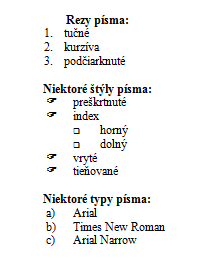 Rezy písma:
1. tučné
2. kurzíva
3. podčiarknuté
Niektoré štýly písma:
☞ preškrtnuté
☞ index
□ horný
□ dolný
☞ vryté
☞ tieňované
Niektoré typy písma:
a) Arial
b) Times New Roman
c) Arial Narrow